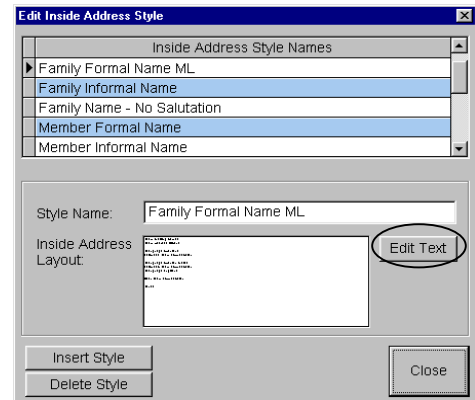 Edit Inside Address Style
Inside Address Style Names
Family Formal Name ML
Family Informal Name
Family Name - No Salutation
Member Formal Name
Member Informal Name
Style Name: Family Formal Name ML
Inside Address
Layout:
Edit Text
Insert Style
Delete Style
Close